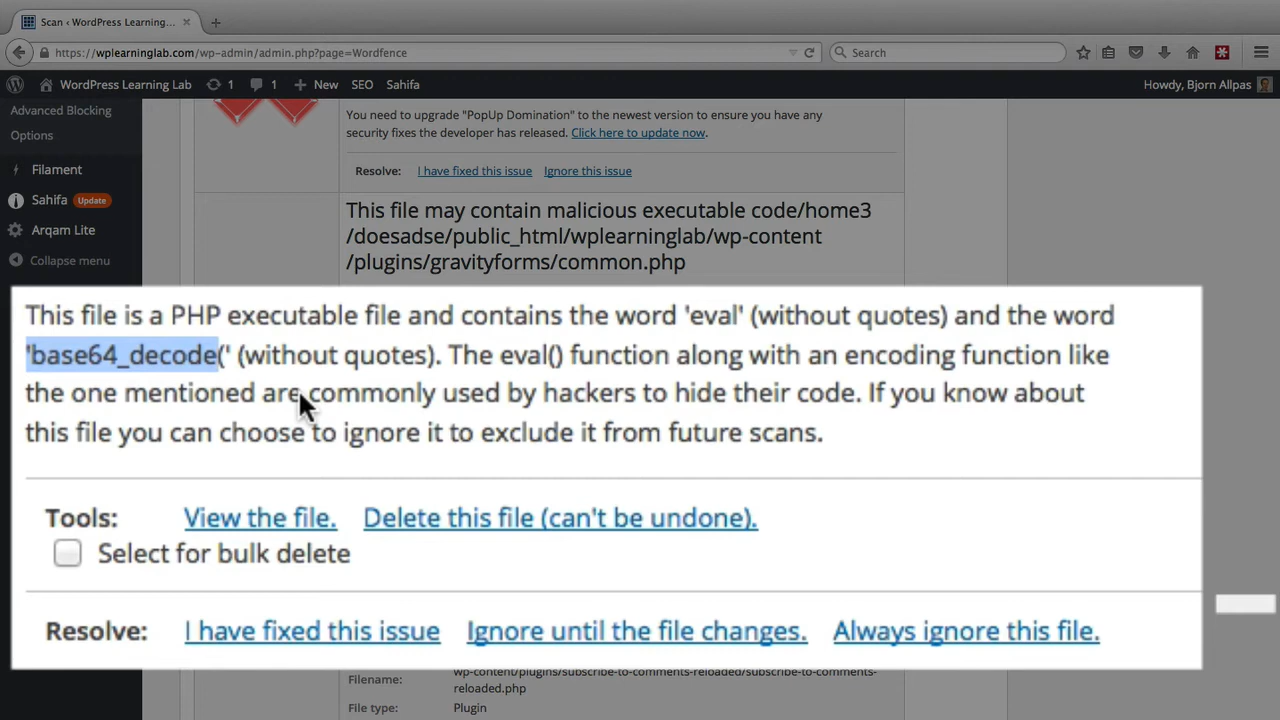 Scan ‹ WordPress Learning...
https://wplearninglab.com/wp-admin/admin.php?page=Wordfence
Search
WordPress Learning Lab 1 1 New SEO Sahifa
Howdy, Bjorn Allpas
Advanced Blocking
Options
Filament
Sahifa Update
Arqam Lite
Collapse menu
You need to upgrade "PopUp Domination" to the newest version to ensure you have any
security fixes the developer has released. Click here to update now.
Resolve: I have fixed this issue Ignore this issue
This file may contain malicious executable code/home3
/doesadse/public_html/wplearninglab/wp-content
/plugins/gravityforms/common.php
This file is a PHP executable file and contains the word 'eval' (without quotes) and the word
'base64_decode(' (without quotes). The eval() function along with an encoding function like
the one mentioned are commonly used by hackers to hide their code. If you know about
this file you can choose to ignore it to exclude it from future scans.
Tools: View the file. Delete this file (can't be undone).
Select for bulk delete
Resolve: I have fixed this issue Ignore until the file changes. Always ignore this file.
Filename: wp-content/plugins/subscribe-to-comments-reloaded/subscribe-to-comments-
reloaded.php
File type: Plugin